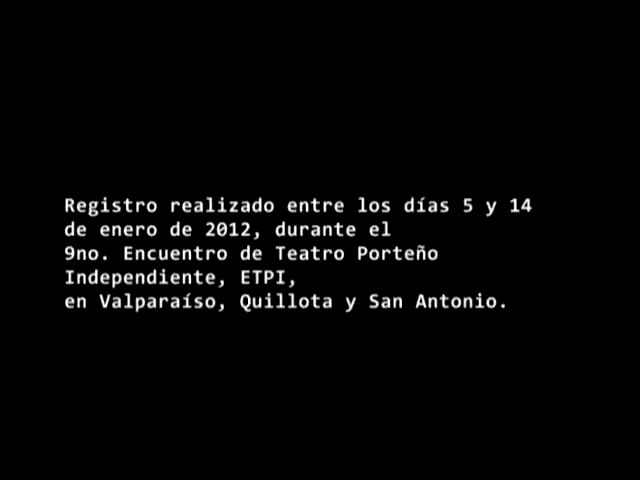 Registro realizado entre los días 5 y 14
de enero de 2012, durante el
9no. Encuentro de Teatro Porteño
Independiente, ETPI,
en Valparaíso, Quillota y San Antonio.